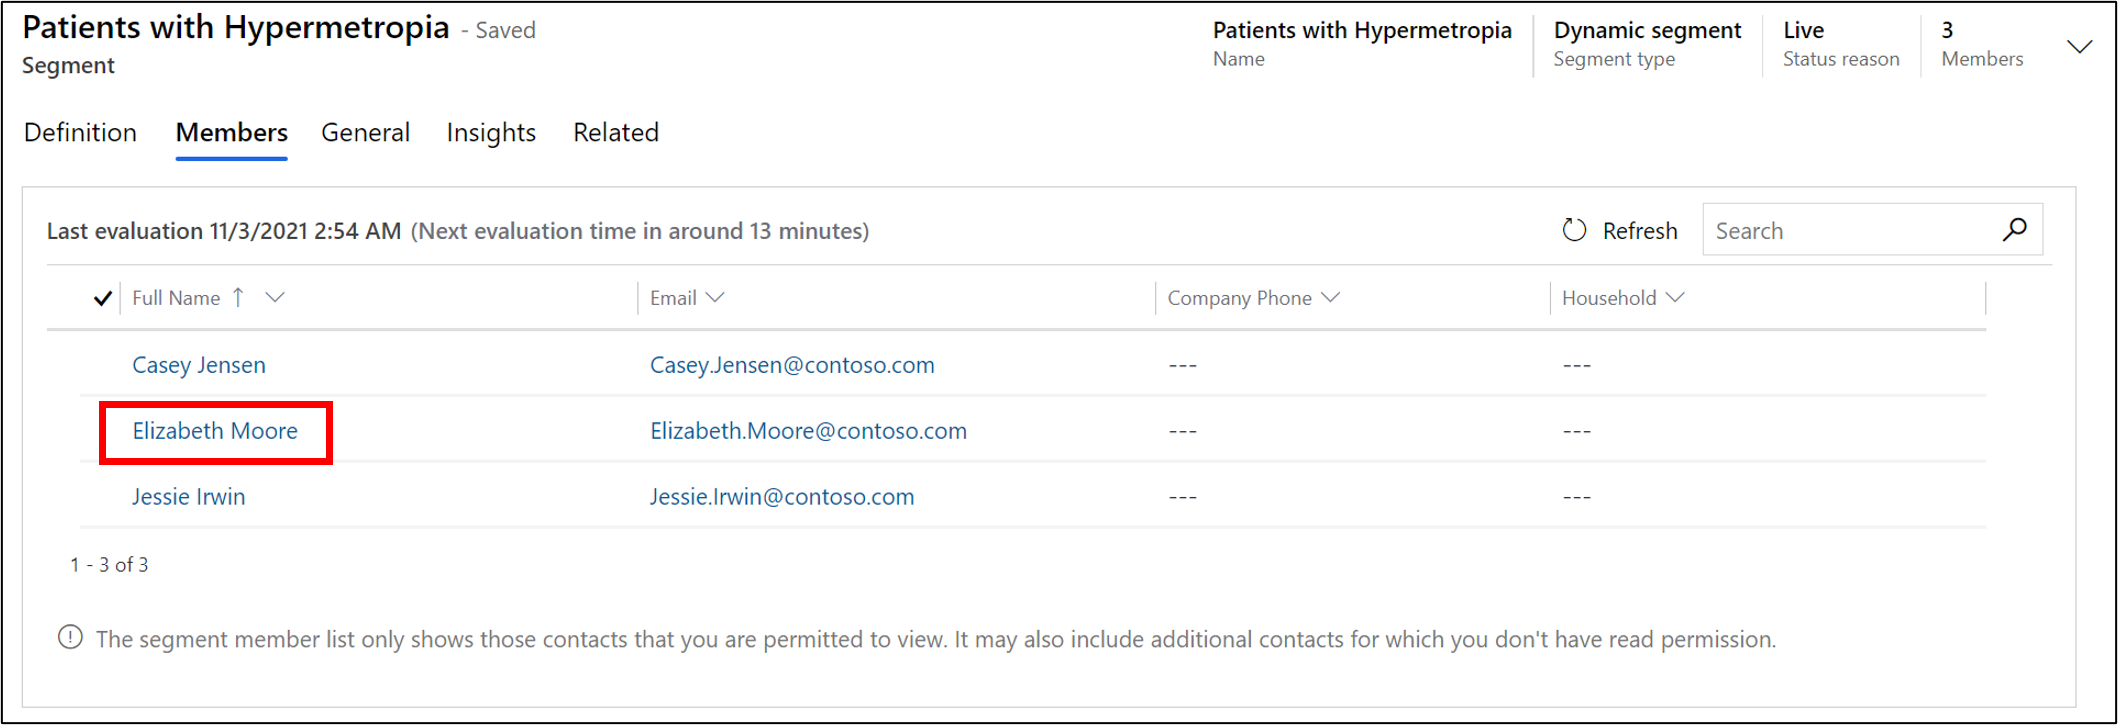 Patients with Hypermetropia - Saved
Segment
Patients with Hypermetropia
Name
Dynamic segment
Segment type
Live
Status reason
3
Members
Definition Members General Insights Related
Last evaluation 11/3/2021 2:54 AM (Next evaluation time in around 13 minutes)
Refresh
Search
Full Name Email Company Phone Household
Casey Jensen Casey.Jensen@contoso.com --- ---
Elizabeth Moore Elizabeth.Moore@contoso.com --- ---
Jessie Irwin Jessie.Irwin@contoso.com --- ---
1 - 3 of 3
The segment member list only shows those contacts that you are permitted to view. It may also include additional contacts for which you don't have read permission.